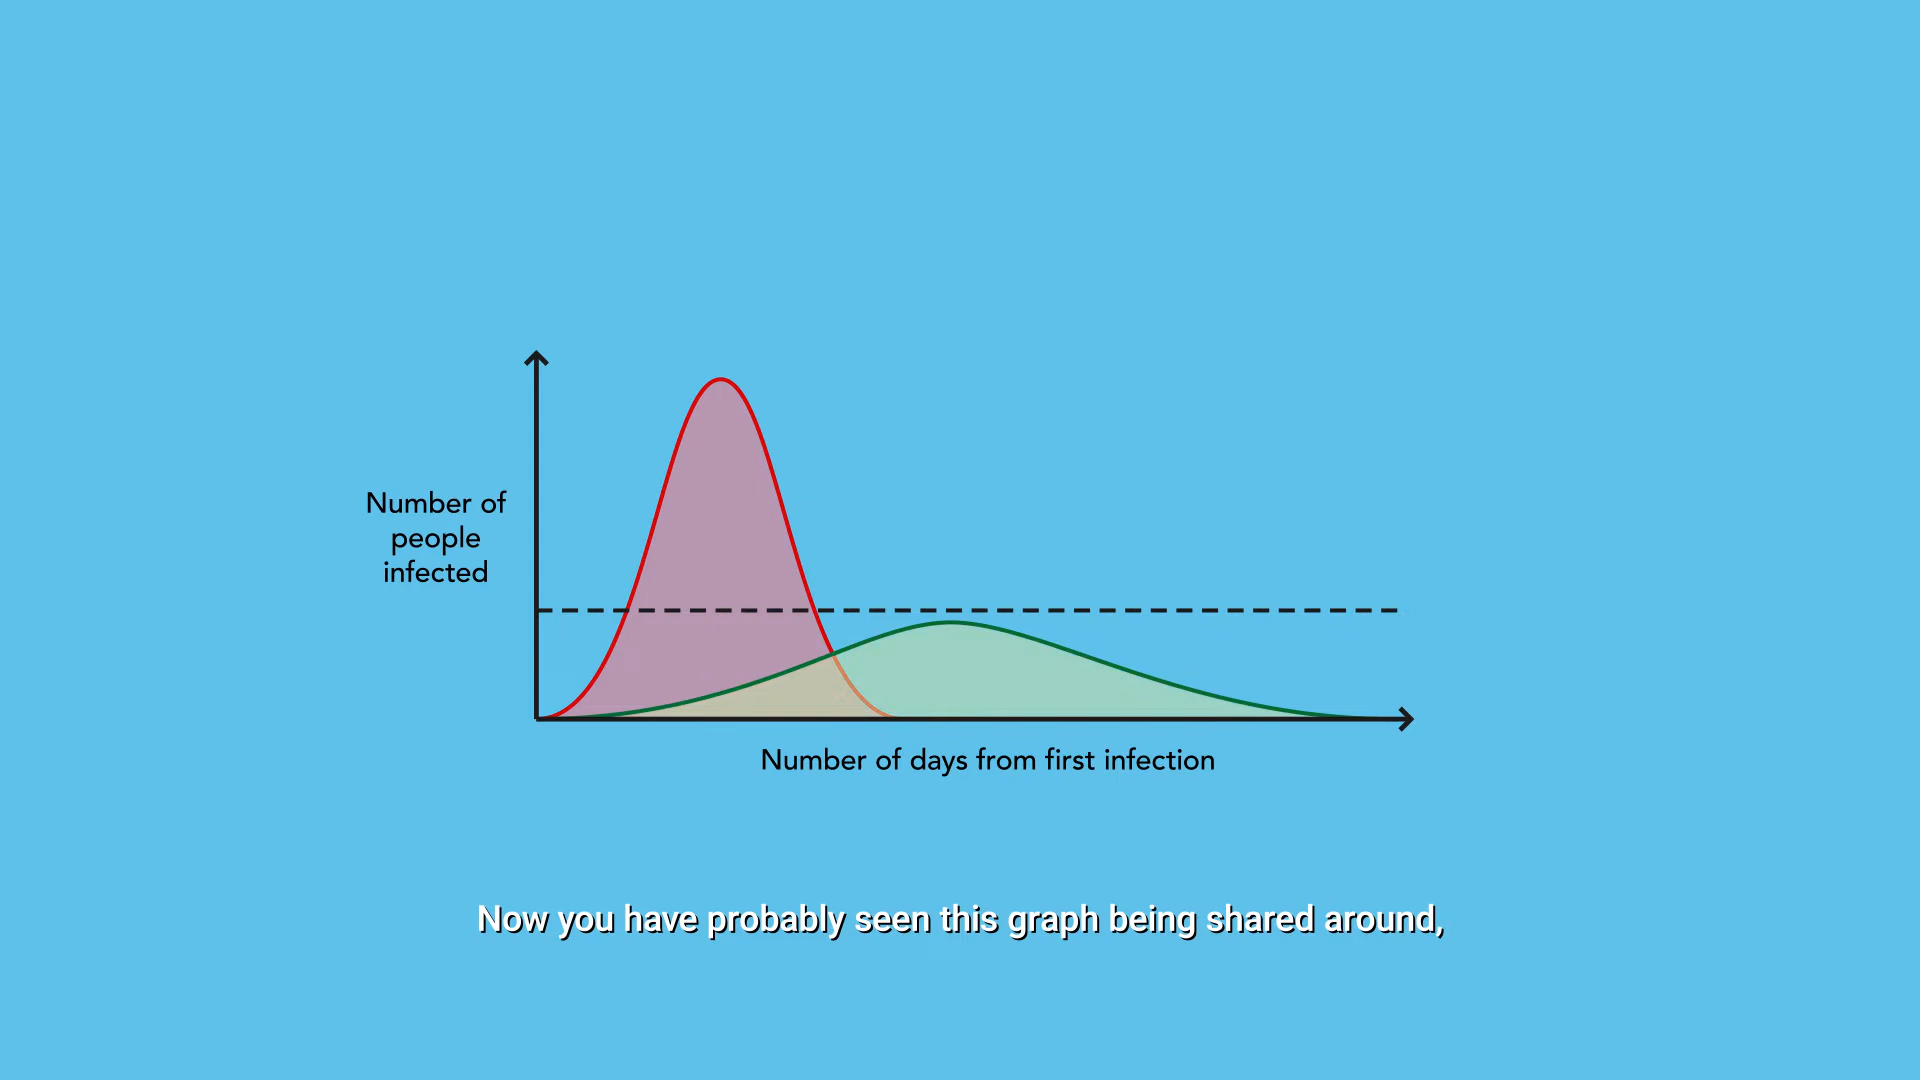 Number of
people
infected
Number of days from first infection
Now you have probably seen this graph being shared around,